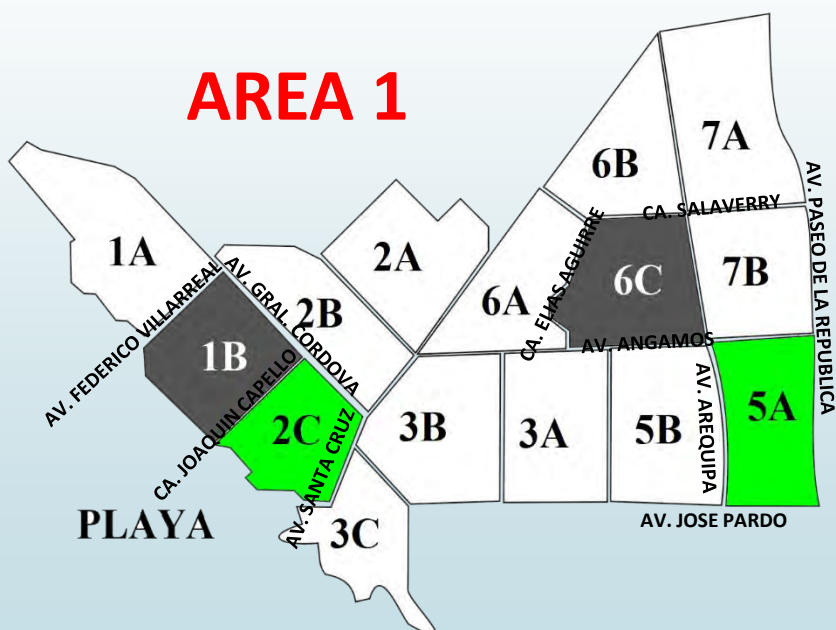 AREA 1
7A
6B
CA. SALAVERRY
AV. PASEO DE LA REPUBLICA
1A
2A
CA. ELIAS AGUIRRE
6C
7B
AV. FEDERICO VILLARREAL
AV. GRAL. CORDOVA
2B
6A
AV. ANGAMOS
1B
CA. JOAQUIN CAPELLO
2C
AV. SANTA CRUZ
3B
3A
5B
AV. AREQUIPA
5A
PLAYA
3C
AV. JOSE PARDO